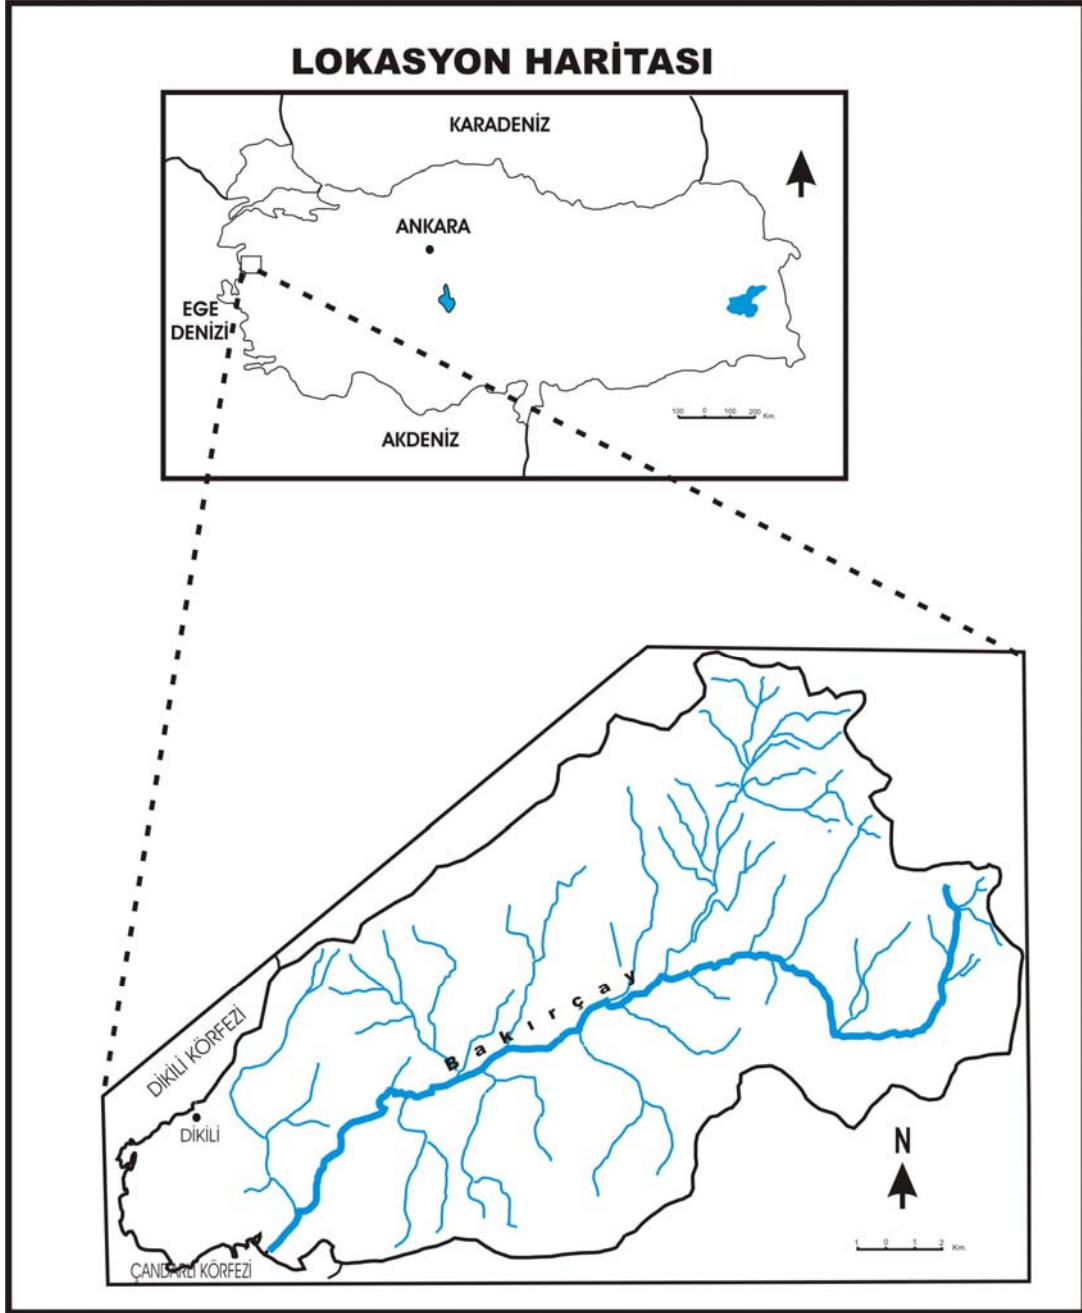 LOKASYON HARİTASI
KARADENİZ
ANKARA
EGE
DENİZİ
AKDENİZ
100 0 100 200 Km.
Bakırçay
DİKİLİ KÖRFEZİ
DİKİLİ
N
1 0 1 2 Km.
ÇANDARLI KÖRFEZİ